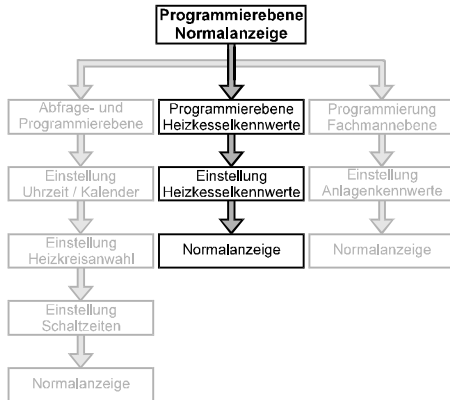 Programmierebene
Normalanzeige
Abfrage- und
Programmierebene
Programmierebene
Heizkesselkennwerte
Programmierung
Fachmannebene
Einstellung
Uhrzeit / Kalender
Einstellung
Heizkesselkennwerte
Einstellung
Anlagenkennwerte
Einstellung
Heizkreisanwahl
Normalanzeige
Normalanzeige
Einstellung
Schaltzeiten
Normalanzeige